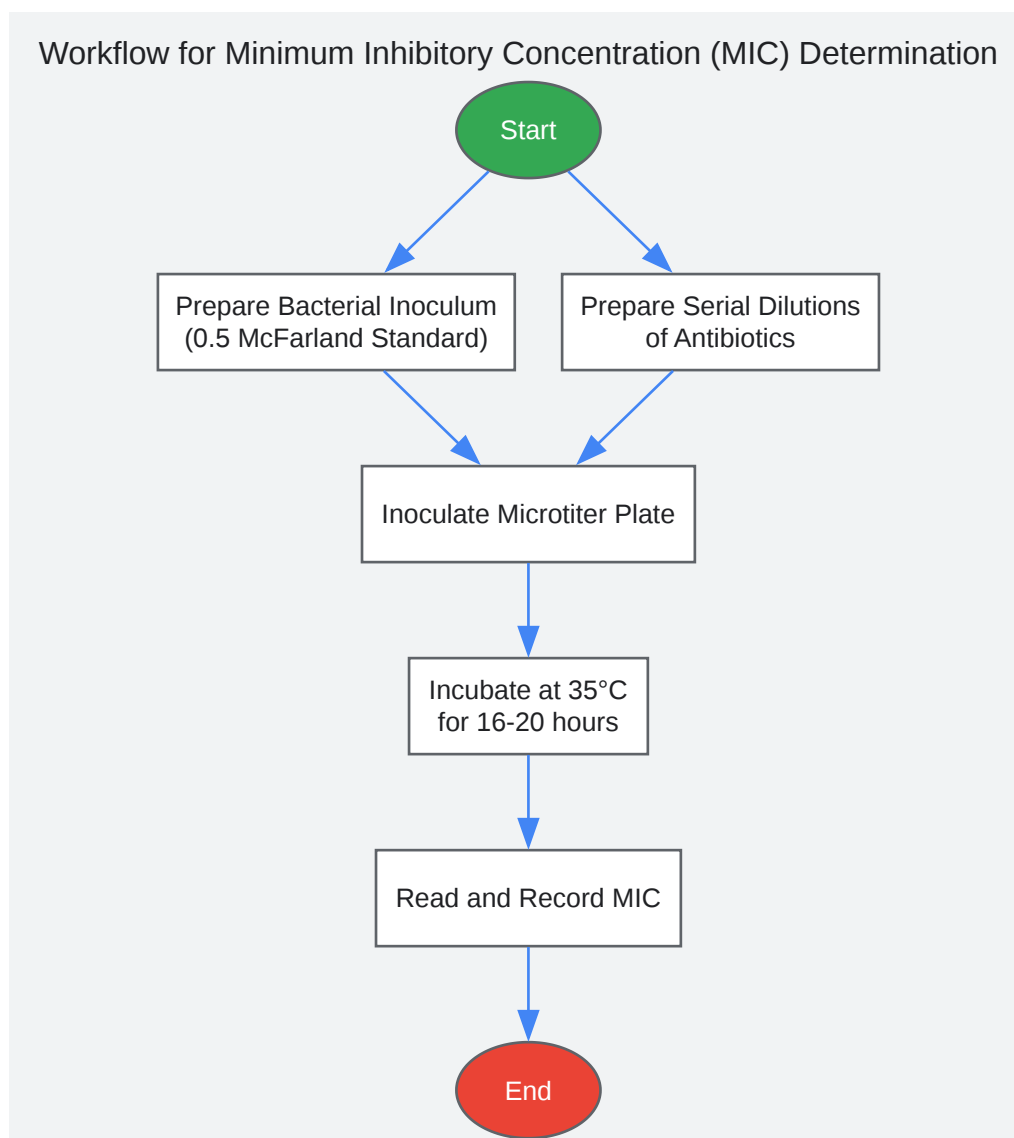 Workflow for Minimum Inhibitory Concentration (MIC) Determination
Start
Prepare Bacterial Inoculum
(0.5 McFarland Standard)
Prepare Serial Dilutions
of Antibiotics
Inoculate Microtiter Plate
Incubate at 35°C
for 16-20 hours
Read and Record MIC
End